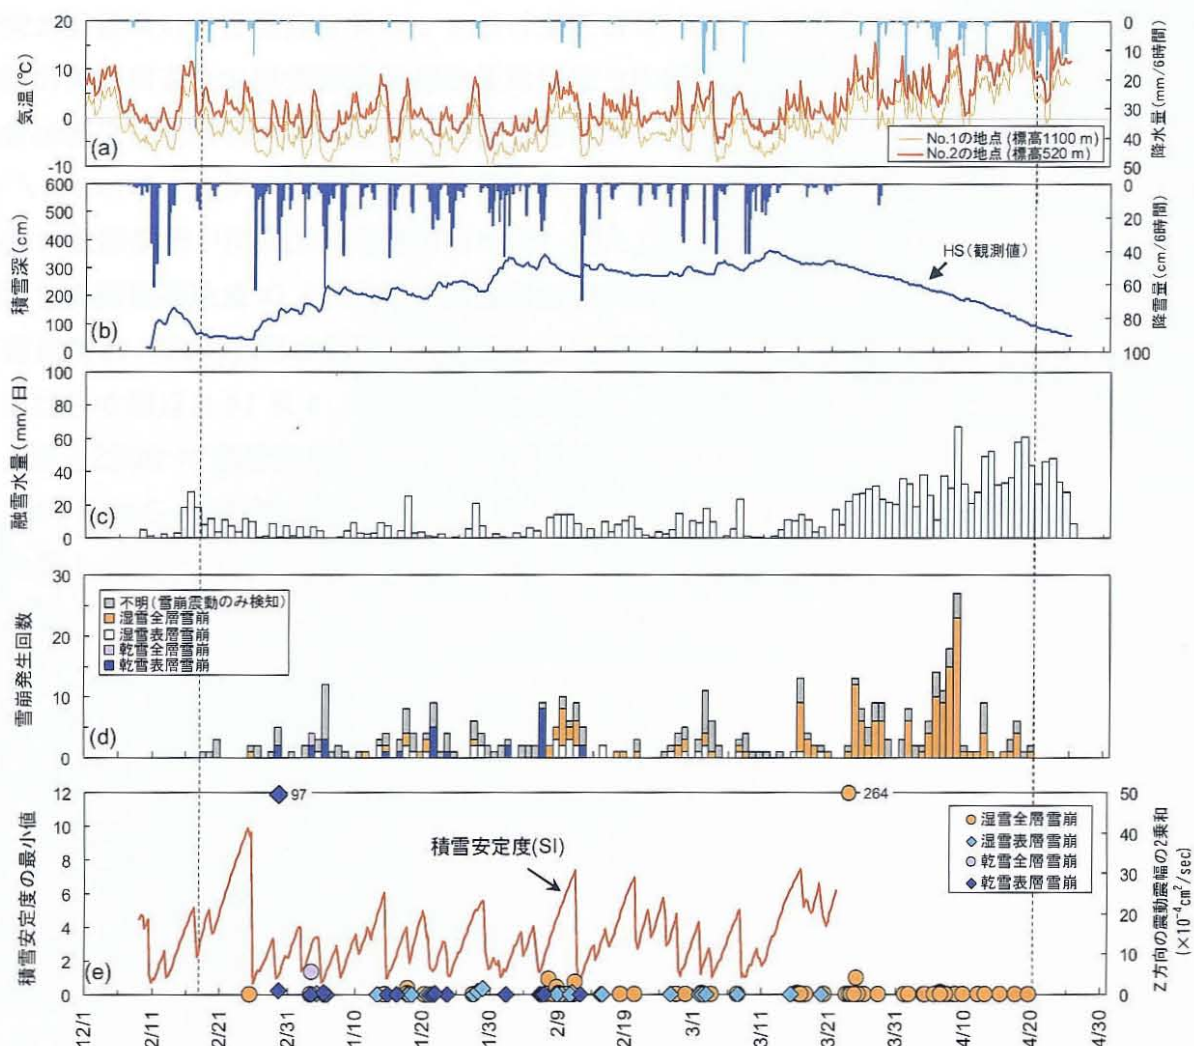 20
10
0
-10
気温(℃)
(a)
0
10
20
30
40
50
降水量(mm/6時間)
No.1の地点(標高1100 m)
No.2の地点(標高520 m)
600
500
400
300
200
100
0
積雪深(cm)
(b)
HS(観測値)
0
20
40
60
80
100
降雪量(cm/6時間)
100
80
60
40
20
0
融雪水量(mm/日)
(c)
30
20
10
0
雪崩発生回数
(d)
不明(雪崩震動のみ検知)
湿雪全層雪崩
湿雪表層雪崩
乾雪全層雪崩
乾雪表層雪崩
12
10
8
6
4
2
0
積雪安定度の最小値
(e)
97
264
積雪安定度(SI)
湿雪全層雪崩
湿雪表層雪崩
乾雪全層雪崩
乾雪表層雪崩
50
40
30
20
10
0
Z方向の震動震幅の2乗和
(×10⁻⁴cm²/sec)
12/1
12/11
12/21
12/31
1/10
1/20
1/30
2/9
2/19
3/1
3/11
3/22
3/31
4/10
4/20
4/30